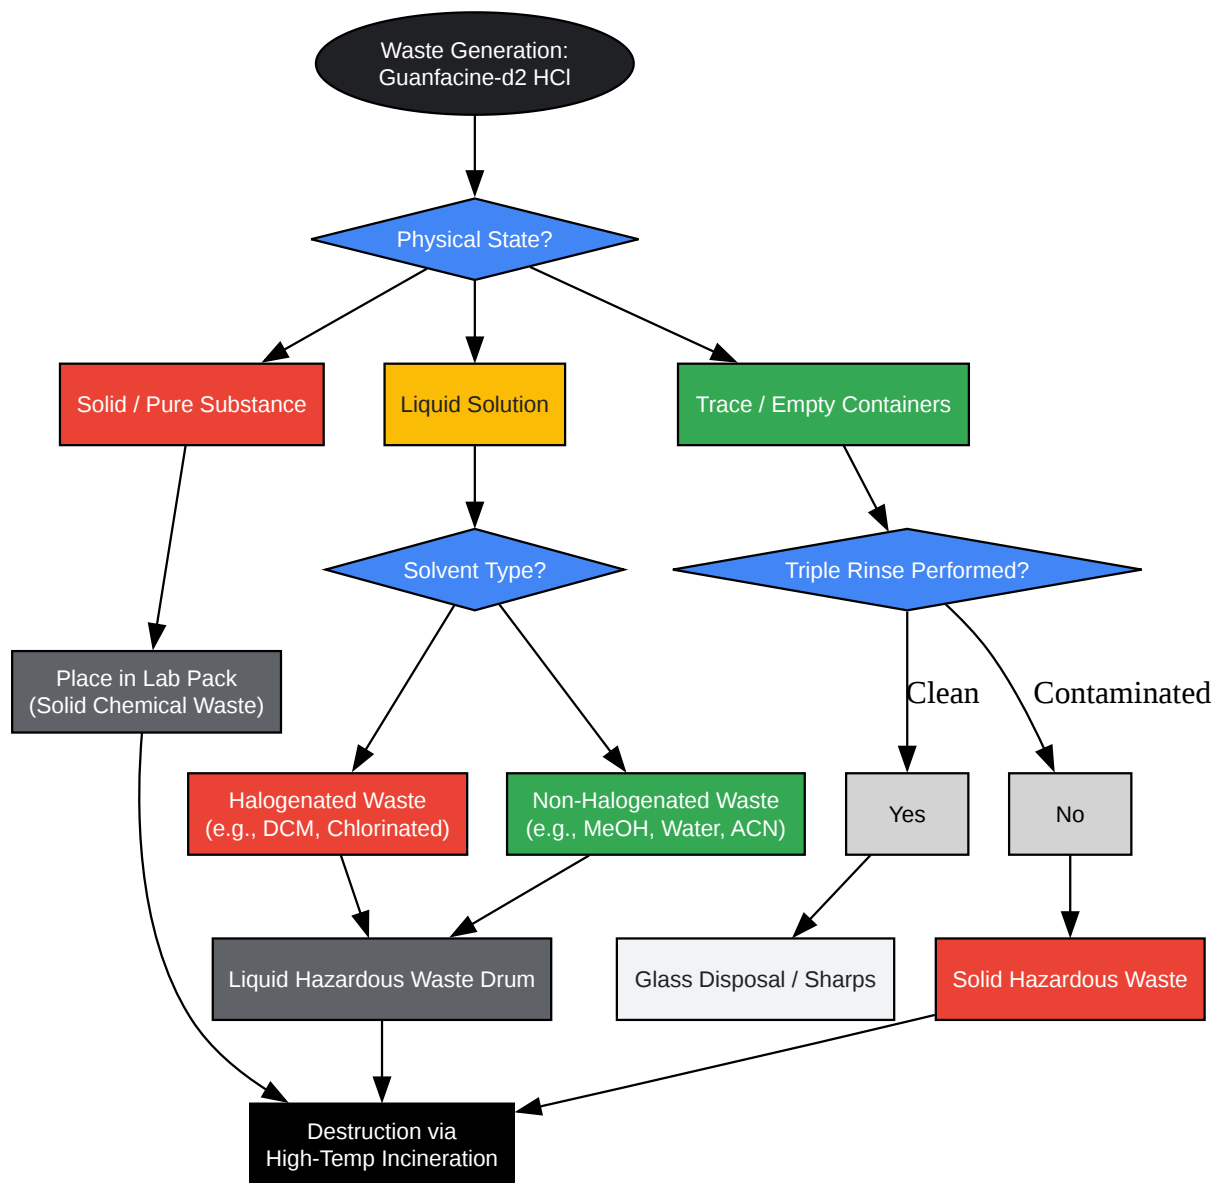 Waste Generation:
Guanfacine-d2 HCl
Physical State?
Solid / Pure Substance
Liquid Solution
Trace / Empty Containers
Solvent Type?
Triple Rinse Performed?
Place in Lab Pack
(Solid Chemical Waste)
Clean
Contaminated
Halogenated Waste
(e.g., DCM, Chlorinated)
Non-Halogenated Waste
(e.g., MeOH, Water, ACN)
Yes
No
Liquid Hazardous Waste Drum
Glass Disposal / Sharps
Solid Hazardous Waste
Destruction via
High-Temp Incineration